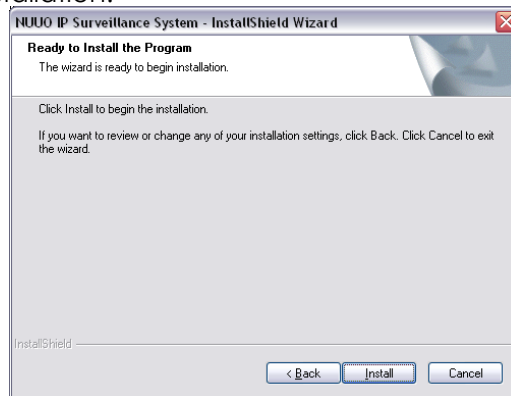 NUUO IP Surveillance System - InstallShield Wizard
Ready to Install the Program
The wizard is ready to begin installation.
Click Install to begin the installation.
If you want to review or change any of your installation settings, click Back. Click Cancel to exit
the wizard.
InstallShield
< Back Install Cancel